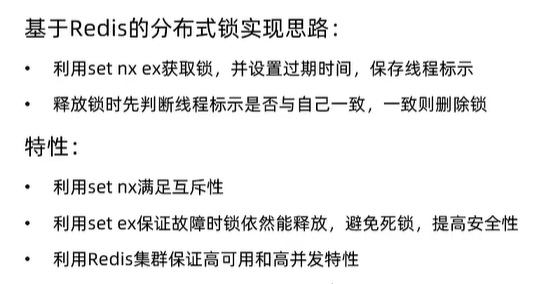 基于Redis的分布式锁实现思路：
• 利用set nx ex获取锁，并设置过期时间，保存线程标示
• 释放锁时先判断线程标示是否与自己一致，一致则删除锁
特性：
• 利用set nx满足互斥性
• 利用set ex保证故障时锁依然能释放，避免死锁，提高安全性
• 利用Redis集群保证高可用和高并发特性